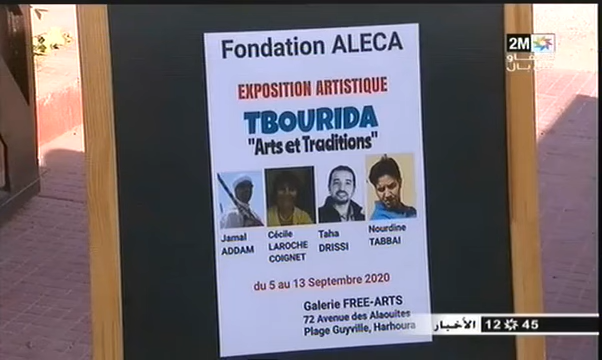 Fondation ALECA
EXPOSITION ARTISTIQUE
TBOURIDA
"Arts et Traditions"
Jamal
ADDAM
Cécile
LAROCHE
COIGNET
Taha
DRISSI
Nourdine
TABBAI
du 5 au 13 Septembre 2020
Galerie FREE-ARTS
72 Avenue des Alaouites
Plage Guyville, Harhoura
2M
الأخبار
12 45